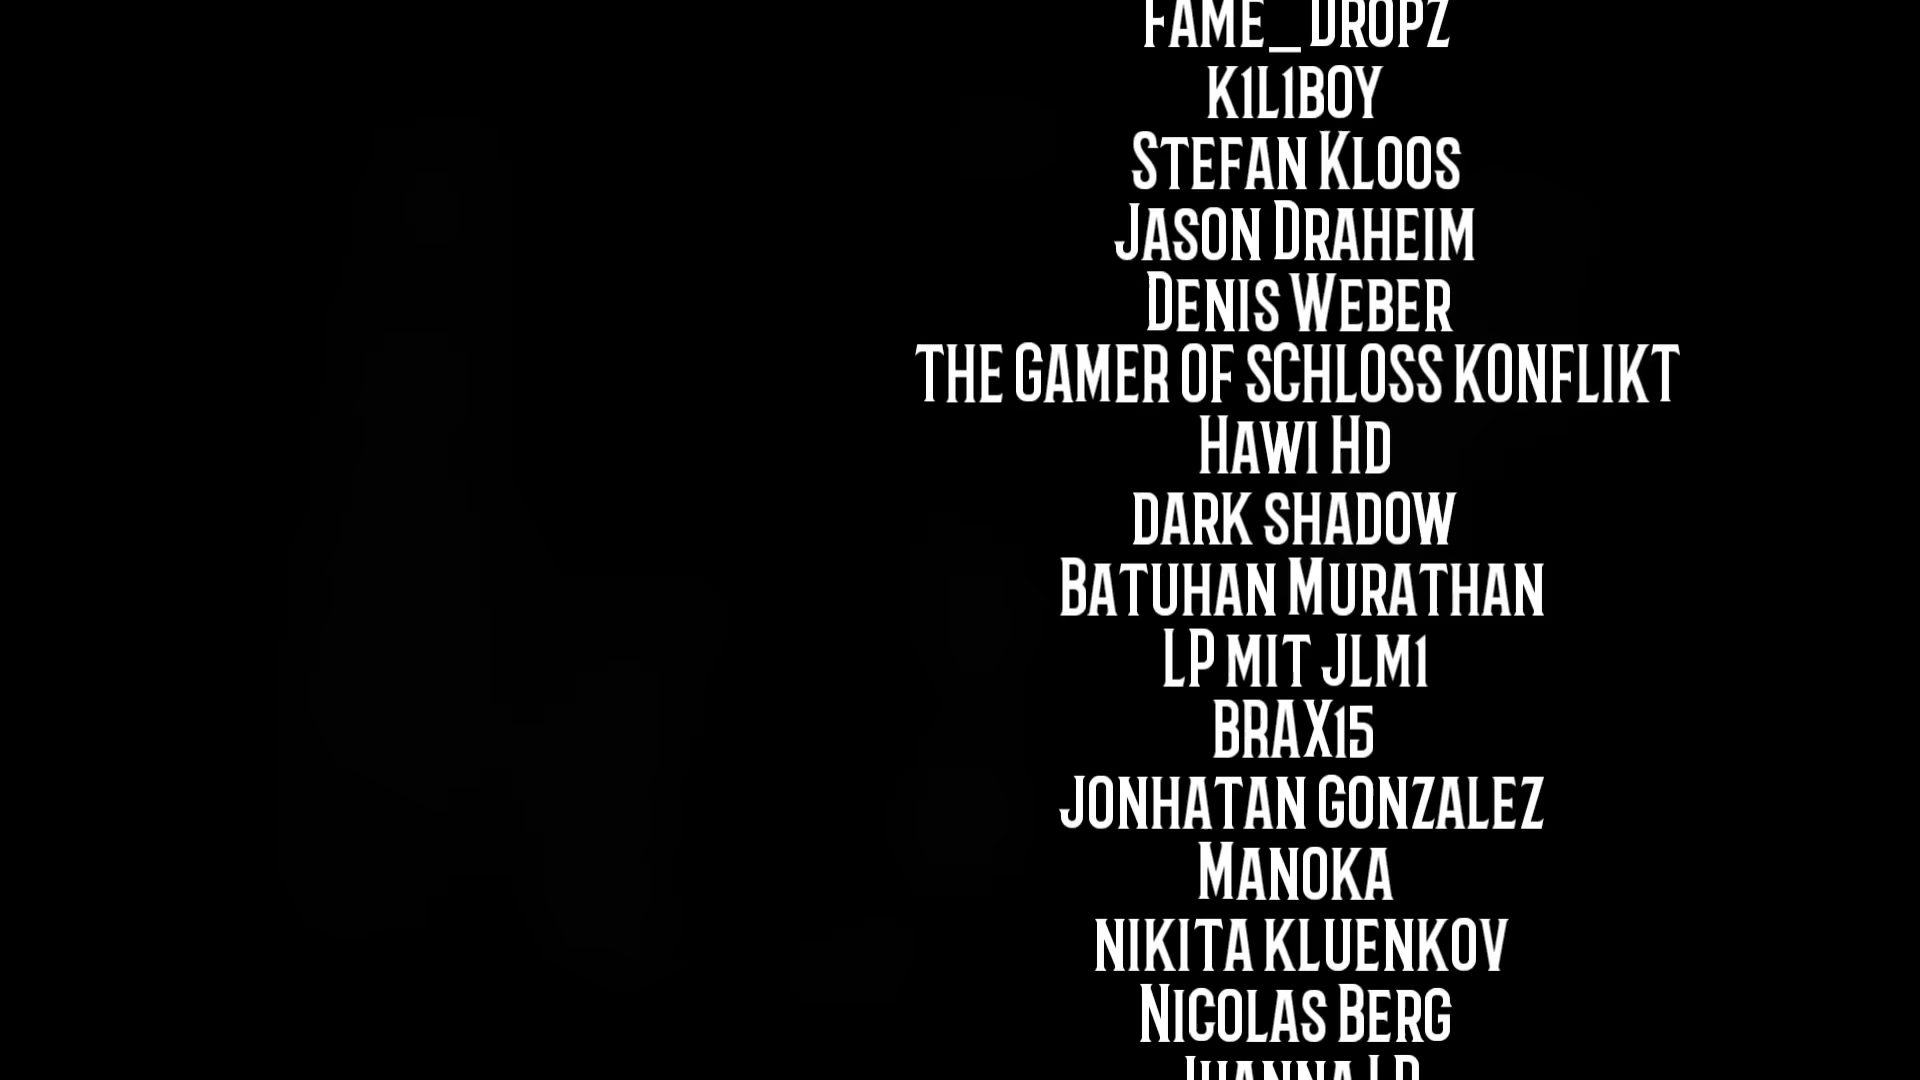 fame_Dropz
k1l1boy
Stefan Kloos
Jason Draheim
Denis Weber
the Gamer of schloss konflikt
Hawi Hd
dark shadow
Batuhan Murathan
LP mit jlm1
BRAX15
jonhatan gonzalez
Manoka
nikita kluenkov
Nicolas Berg